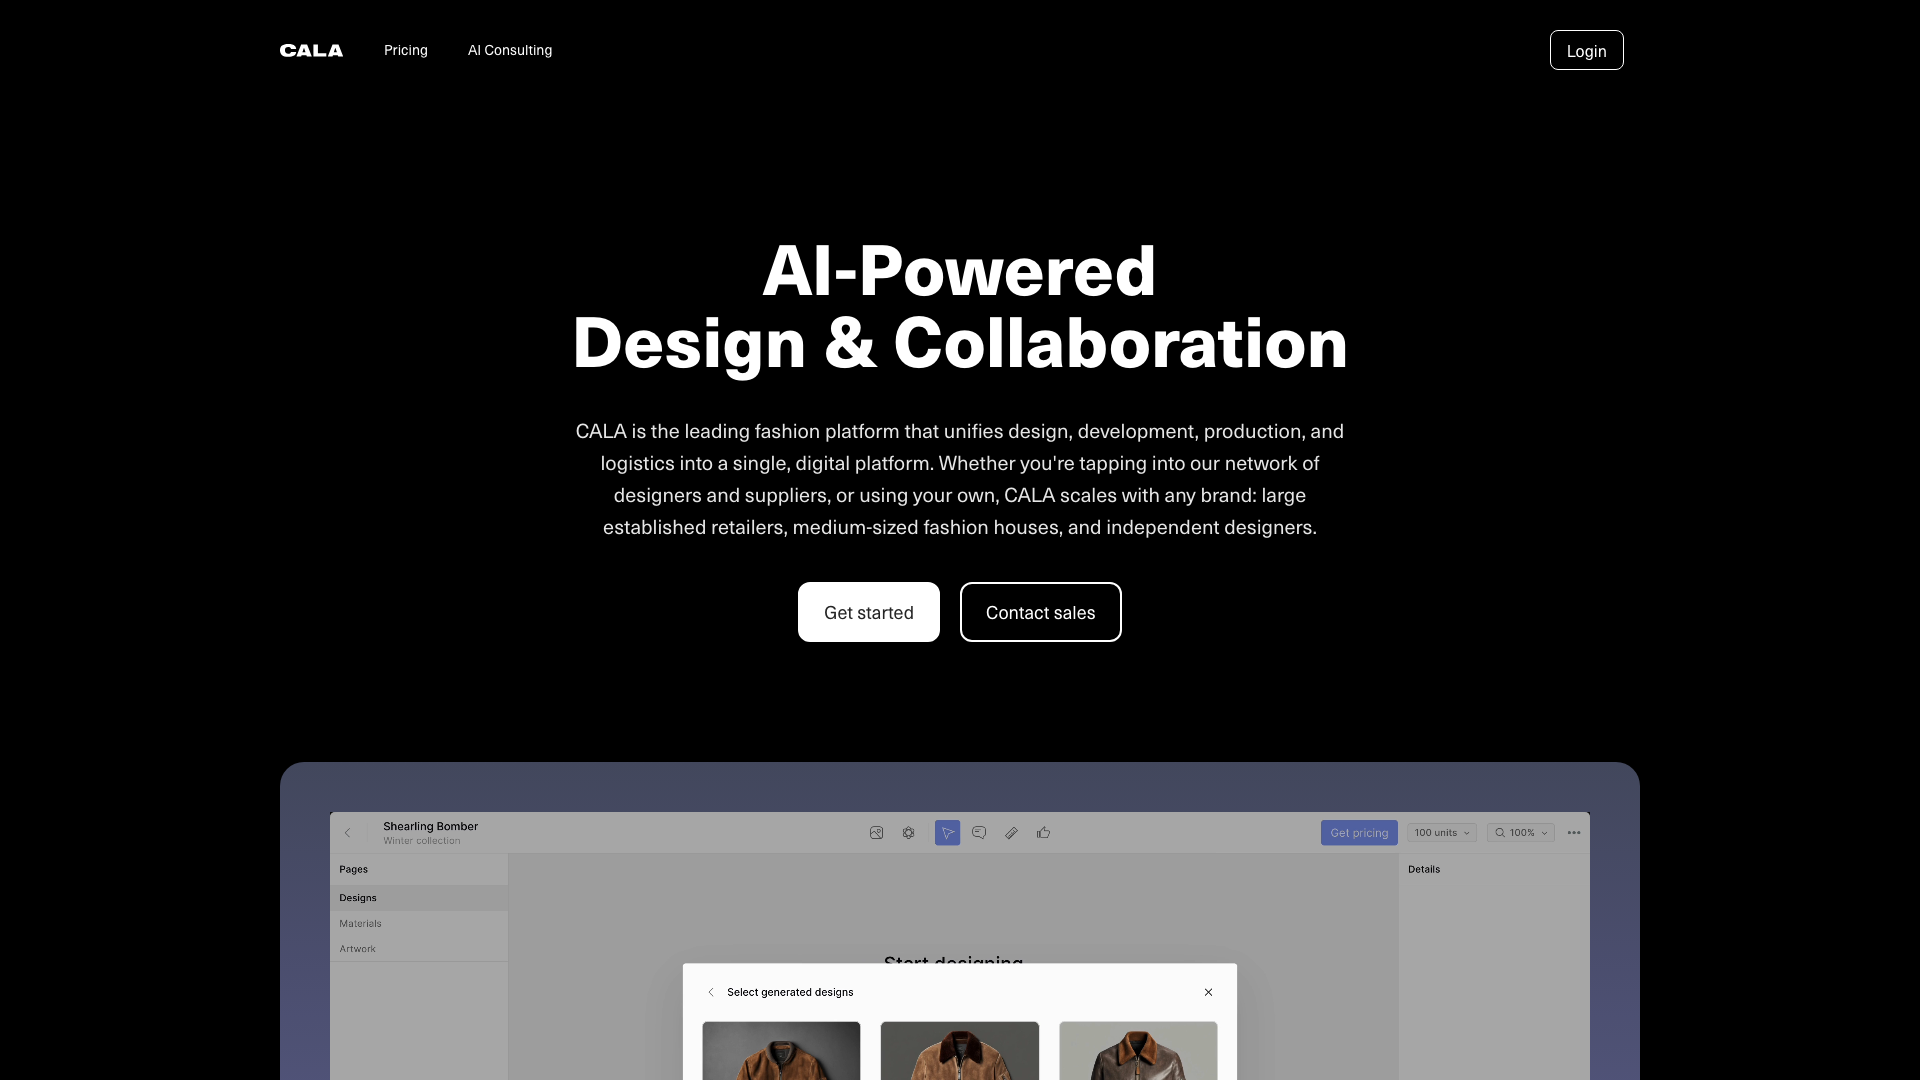 CALA
Pricing
AI Consulting
Login
AI-Powered
Design & Collaboration
CALA is the leading fashion platform that unifies design, development, production, and
logistics into a single, digital platform. Whether you're tapping into our network of
designers and suppliers, or using your own, CALA scales with any brand: large
established retailers, medium-sized fashion houses, and independent designers.
Get started
Contact sales
Shearling Bomber
Winter collection
Get pricing
100 units
100%
Pages
Details
Designs
Materials
Artwork
Start designing
Select generated designs